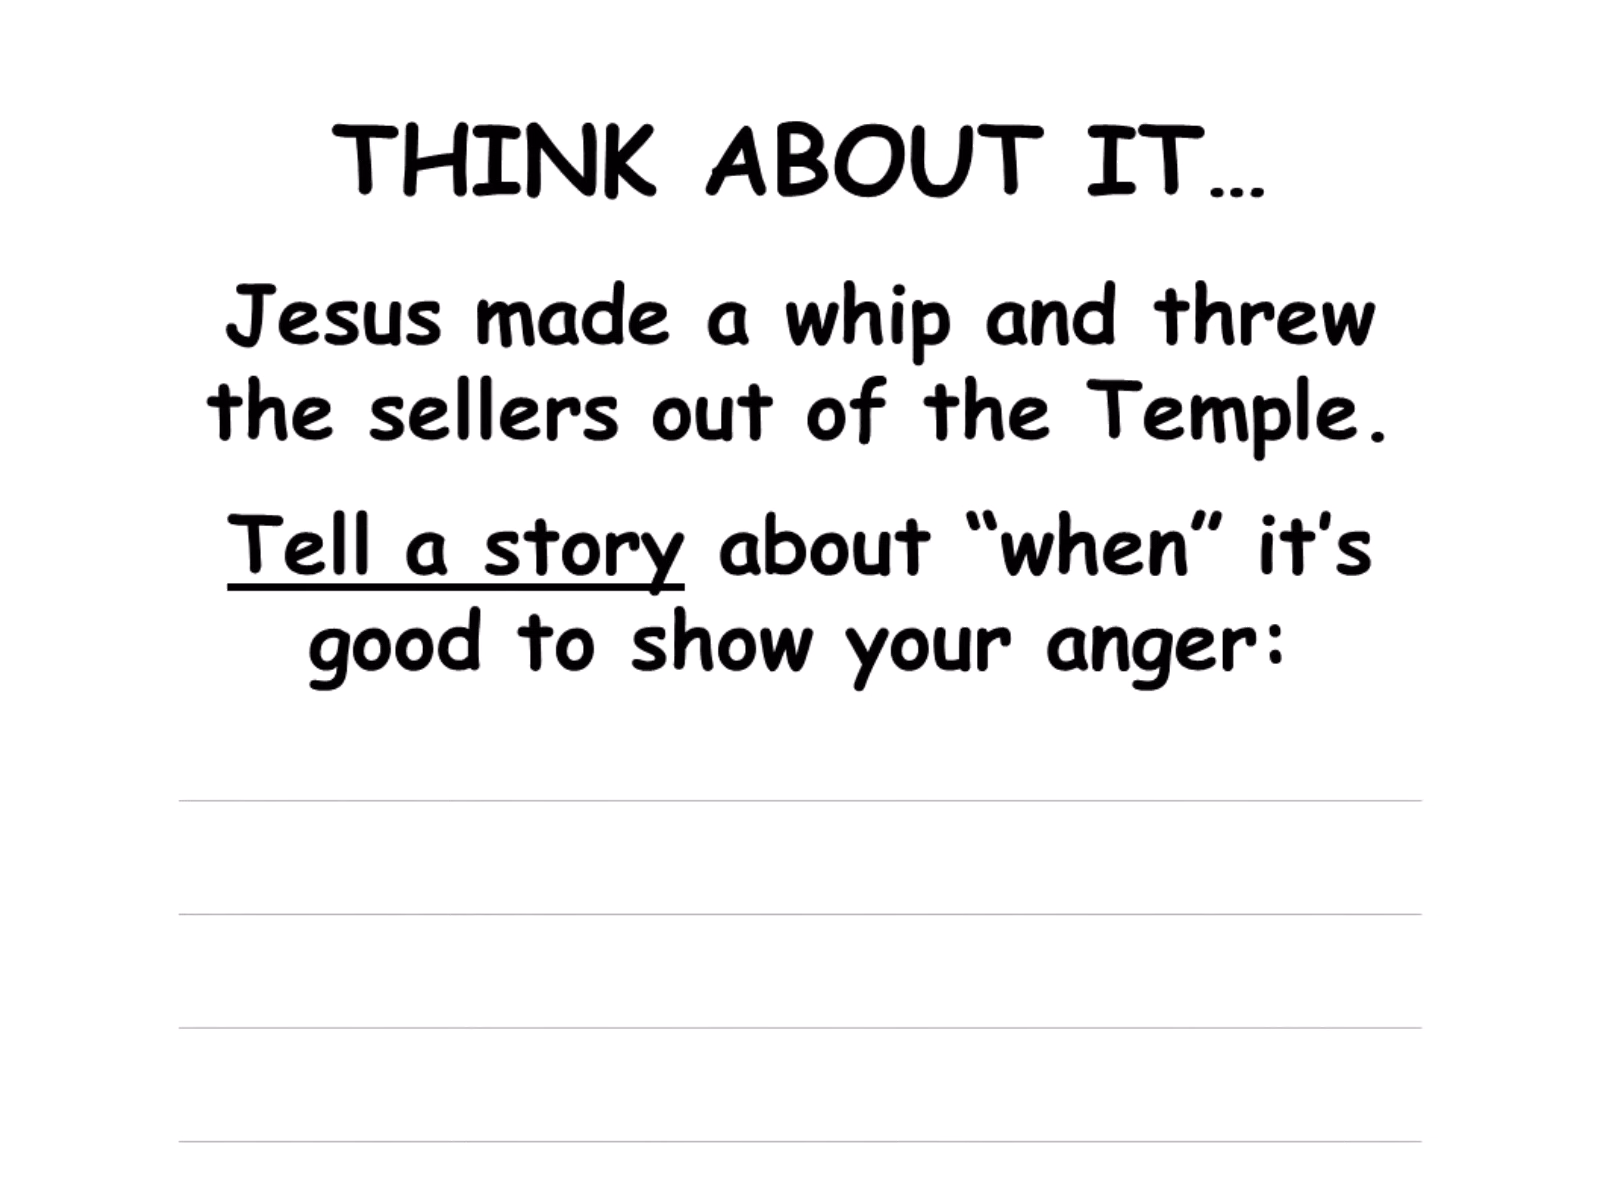 THINK ABOUT IT...
Jesus made a whip and threw
the sellers out of the Temple.
Tell a story about “when” it’s
good to show your anger: